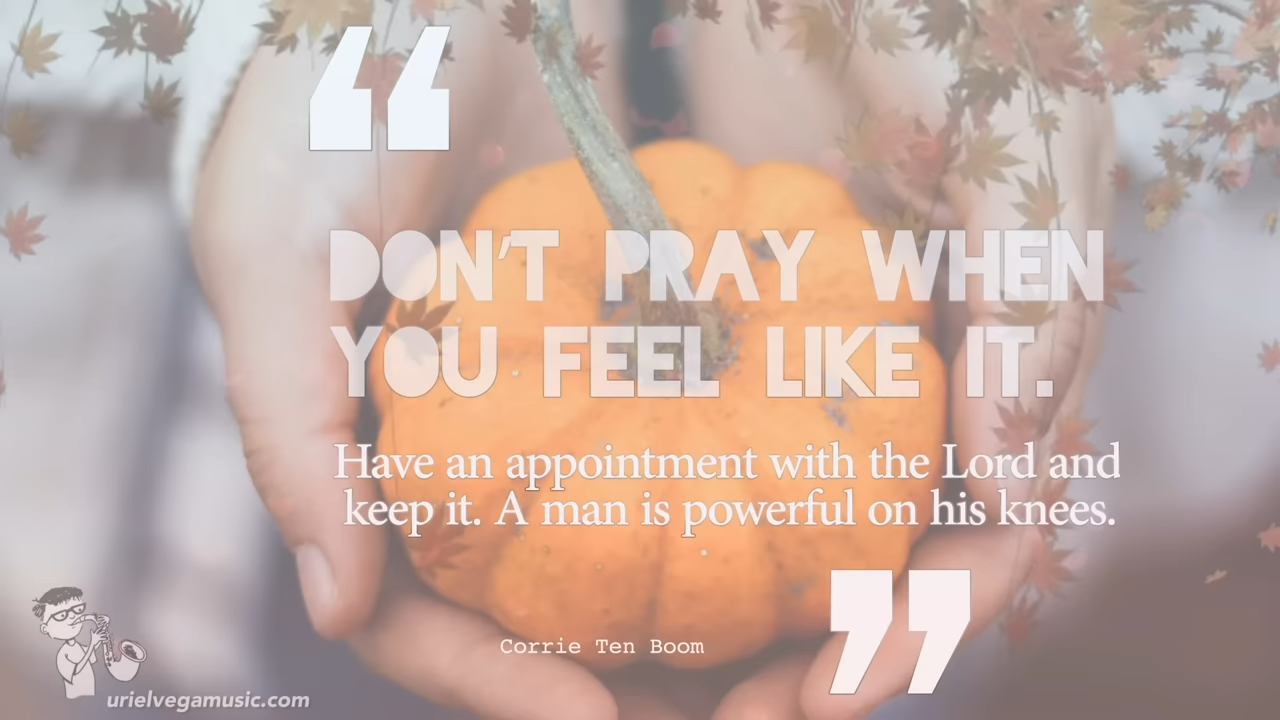 “
DON'T PRAY WHEN
YOU FEEL LIKE IT.
Have an appointment with the Lord and
keep it. A man is powerful on his knees.
”
Corrie Ten Boom
urielvegamusic.com